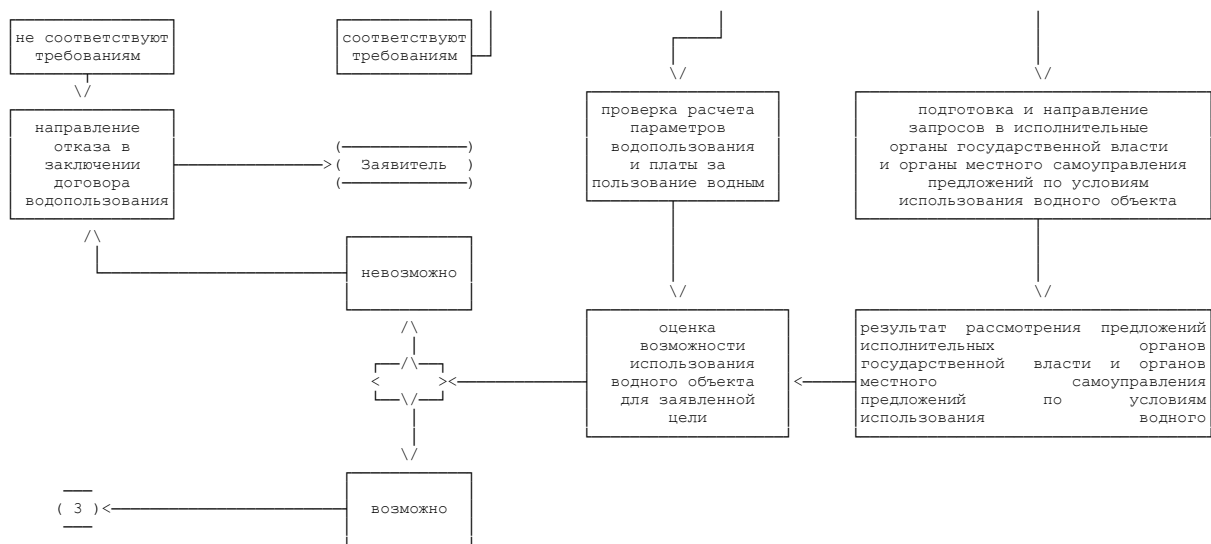 не соответствуют
требованиям
соответствуют
требованиям
направление
отказа в
заключении
договора
водопользования
Заявитель
проверка расчета
параметров
водопользования
и платы за
пользование водным
подготовка и направление
запросов в исполнительные
органы государственной власти
и органы местного самоуправления
предложений по условиям
использования водного объекта
невозможно
оценка
возможности
использования
водного объекта
для заявленной
цели
результат рассмотрения предложений
исполнительных органов
государственной власти и органов
местного самоуправления
предложений по условиям
использования водного
возможно
( 3 )